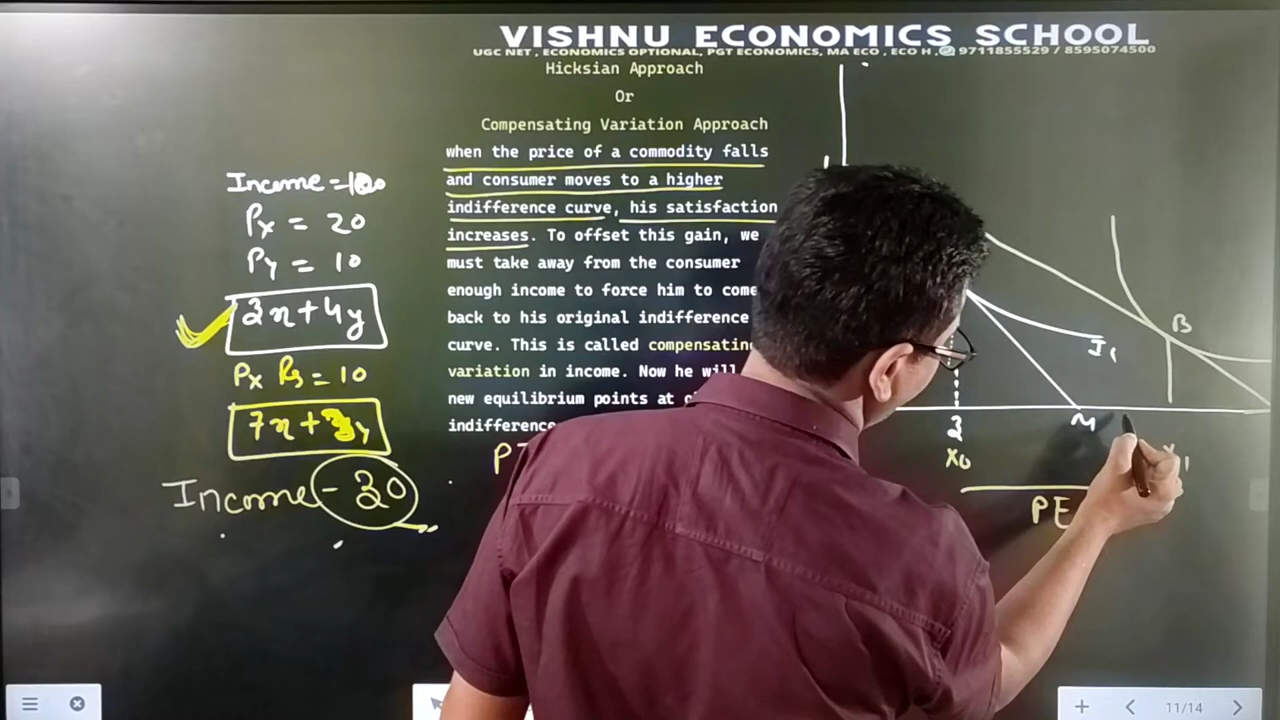 VISHNU ECONOMICS SCHOOL
UGC NET , ECONOMICS OPTIONAL, PGT ECONOMICS, MA ECO , ECO H , 9711855529 / 8595074500
Hicksian Approach
Or
Compensating Variation Approach
when the price of a commodity falls
and consumer moves to a higher
indifference curve, his satisfaction
increases. To offset this gain, we
must take away from the consumer
enough income to force him to come
back to his original indifference
curve. This is called compensating
variation in income. Now he will
new equilibrium points at
indifference
Income = 100
Px = 20
Py = 10
3x + 4y
Px Rs = 10
7x + 3y
Income - 30
B
I1
M
3
X0
PE
11/14